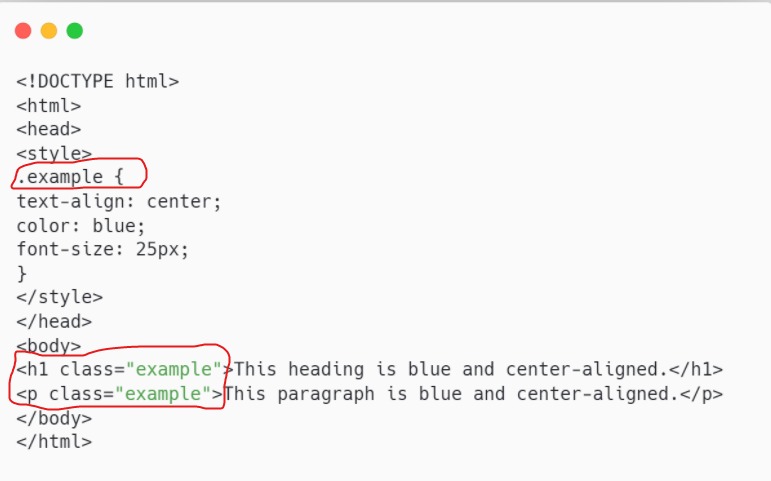 <!DOCTYPE html>
<html>
<head>
<style>
.example {
text-align: center;
color: blue;
font-size: 25px;
}
</style>
</head>
<body>
<h1 class="example">This heading is blue and center-aligned.</h1>
<p class="example">This paragraph is blue and center-aligned.</p>
</body>
</html>